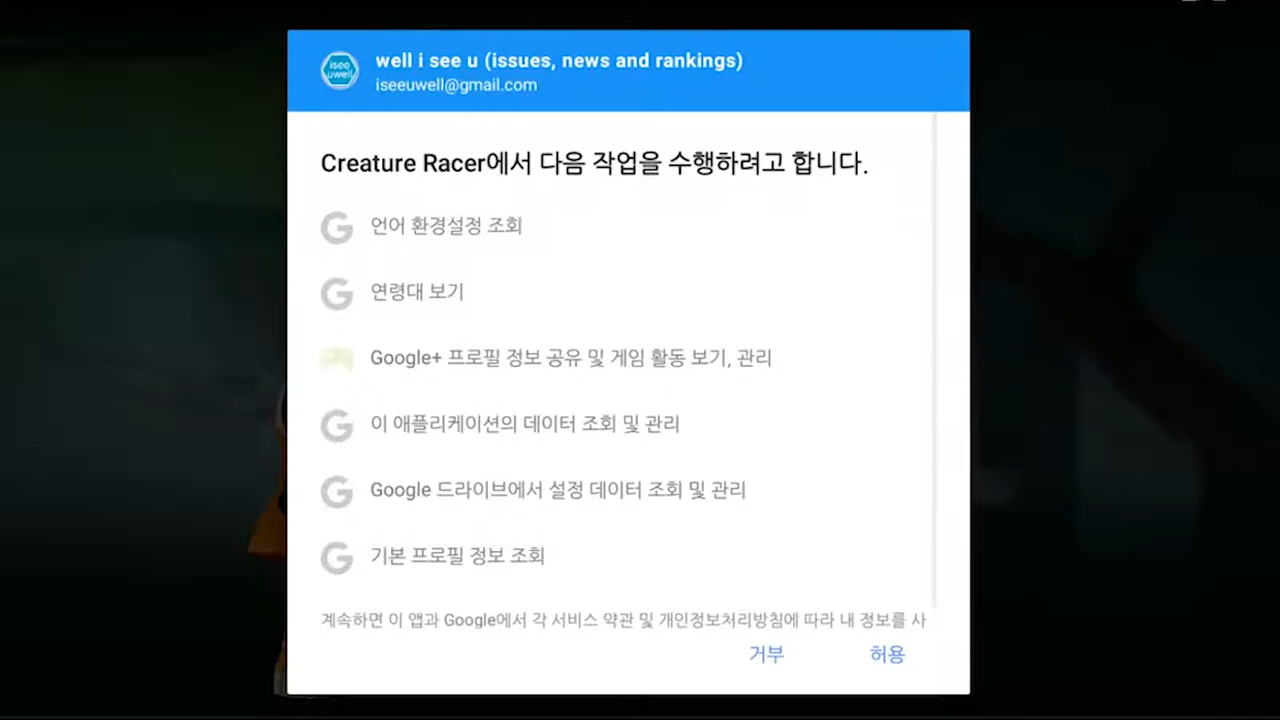 isee
uwell
well i see u (issues, news and rankings)
iseeuwell@gmail.com
Creature Racer에서 다음 작업을 수행하려고 합니다.
언어 환경설정 조회
연령대 보기
Google+ 프로필 정보 공유 및 게임 활동 보기, 관리
이 애플리케이션의 데이터 조회 및 관리
Google 드라이브에서 설정 데이터 조회 및 관리
기본 프로필 정보 조회
계속하면 이 앱과 Google에서 각 서비스 약관 및 개인정보처리방침에 따라 내 정보를 사
거부 허용